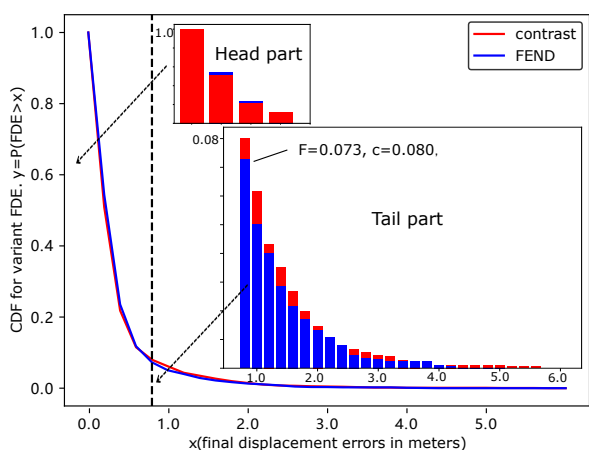 1.0
0.8
0.6
0.4
0.2
0.0
CDF for variant FDE. y=P(FDE>x)
1.0
Head part
contrast
FEND
0.08
F=0.073, c=0.080,
Tail part
1.0 2.0 3.0 4.0 5.0 6.0
0.0 1.0 2.0 3.0 4.0 5.0
x(final displacement errors in meters)